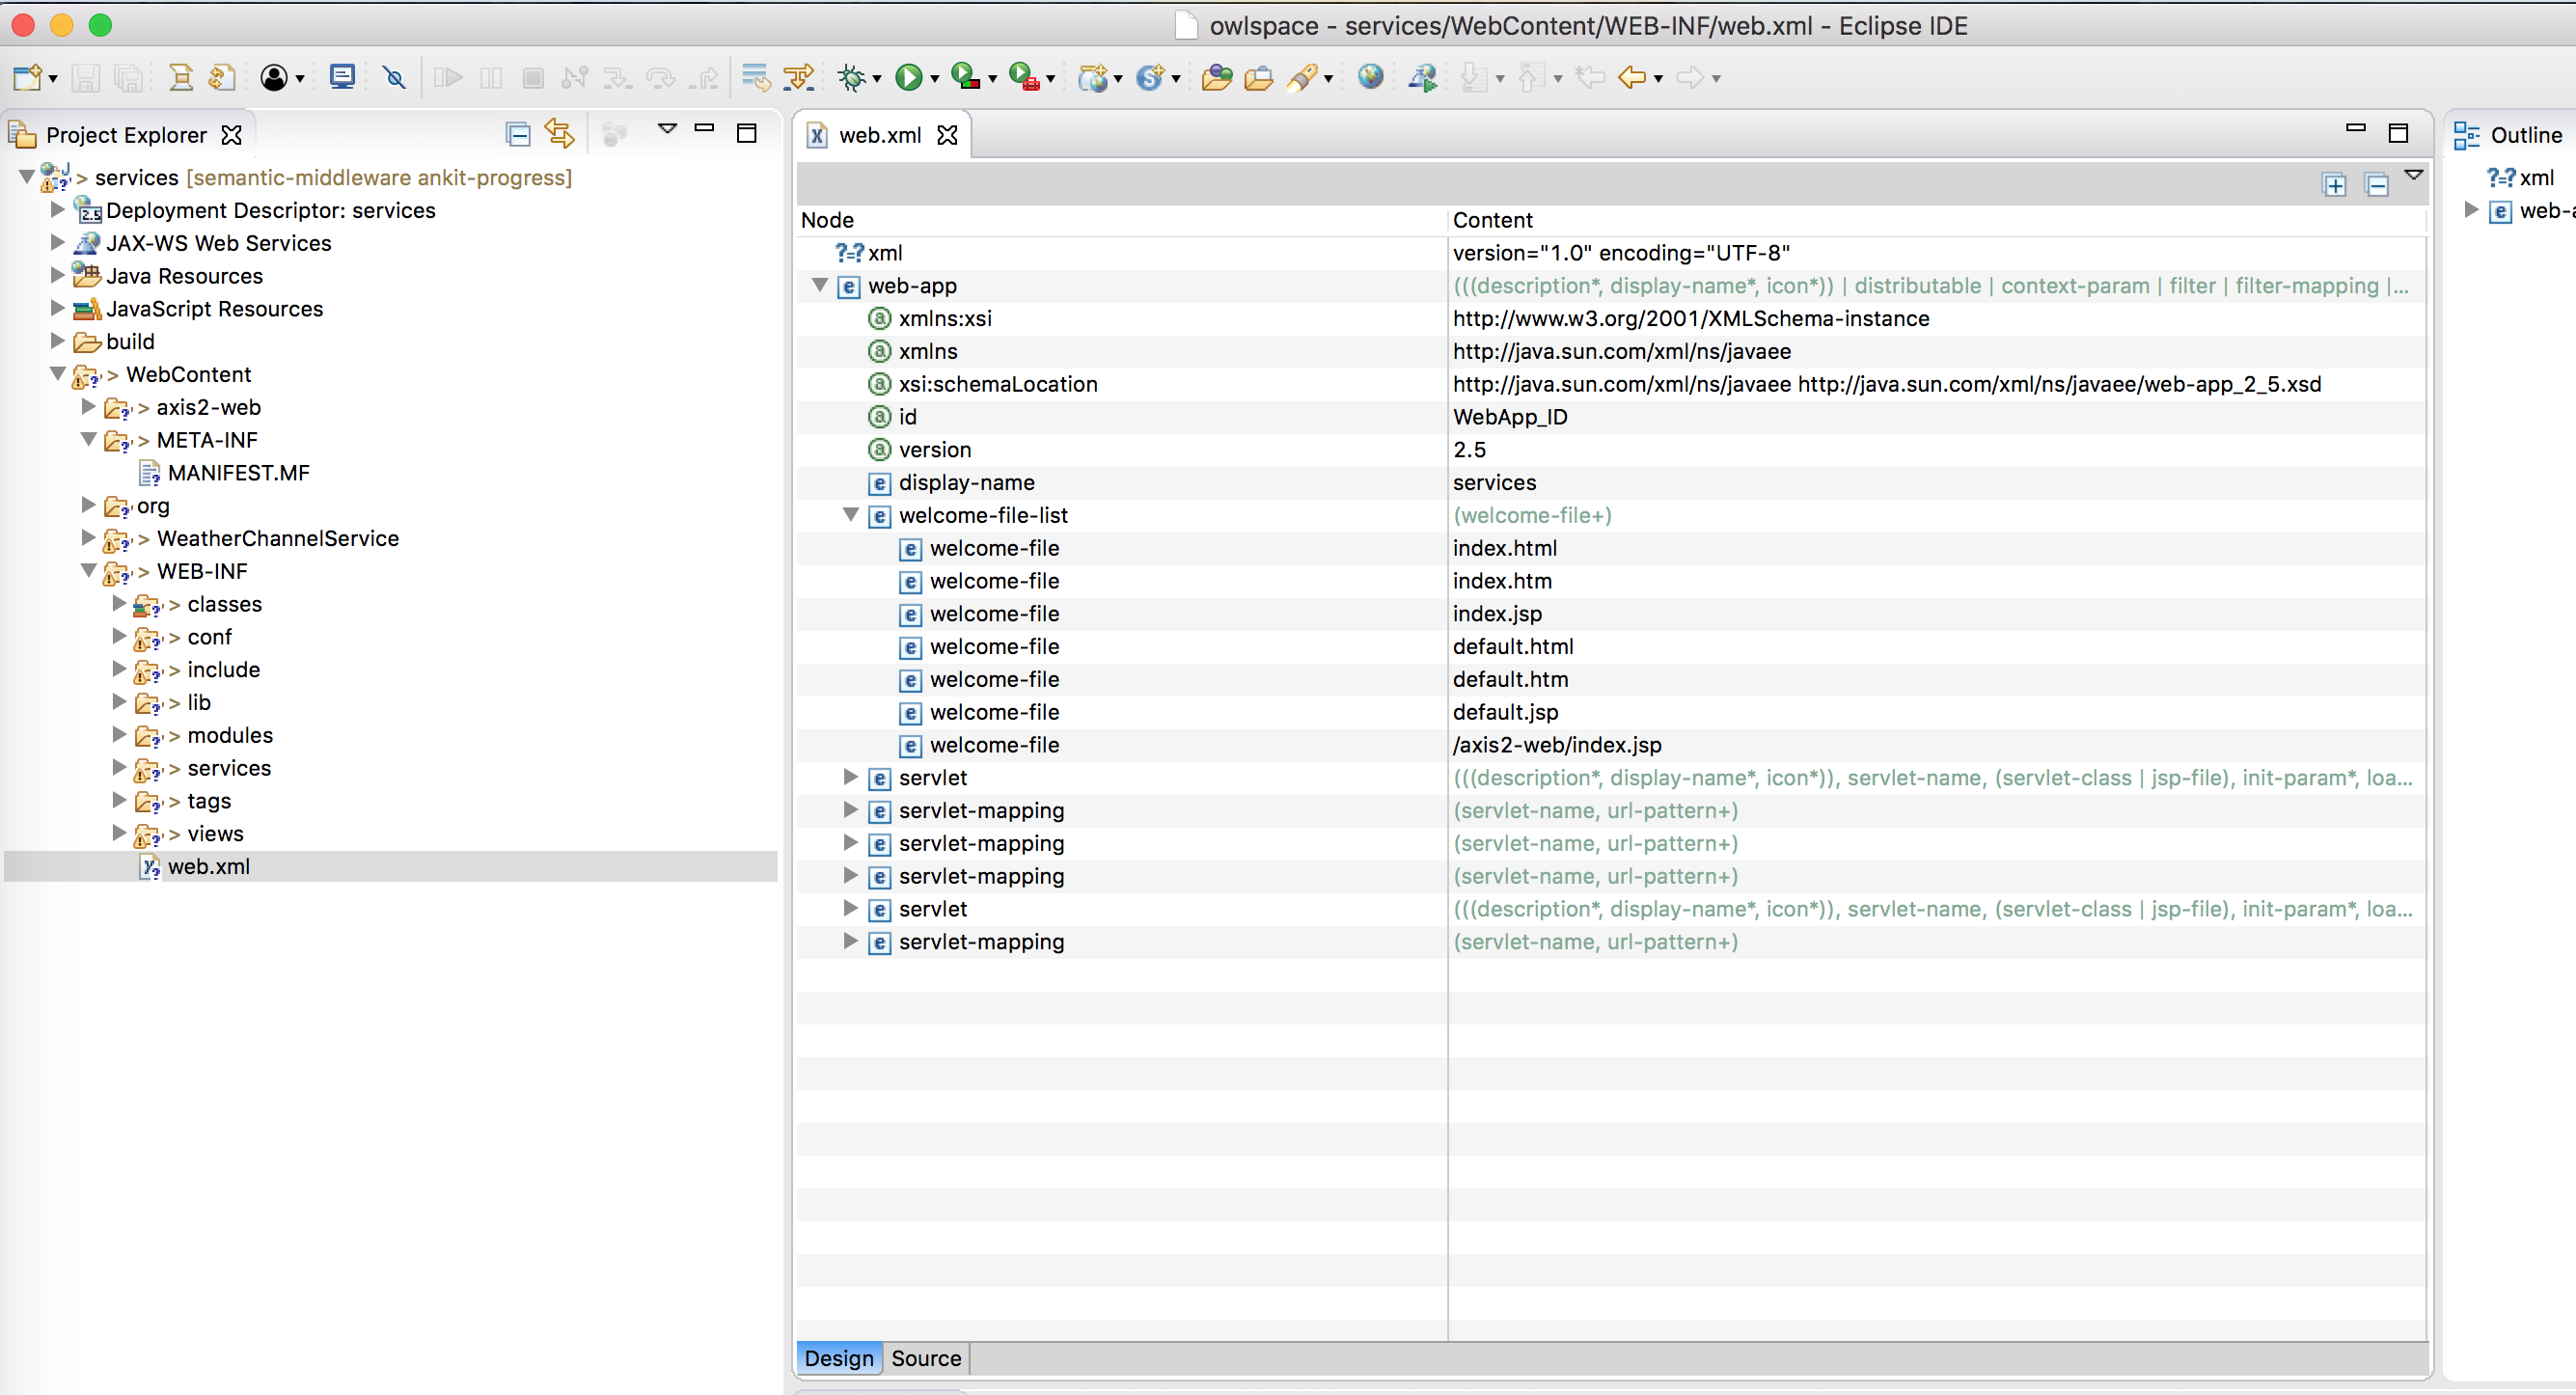 owlspace - services/WebContent/WEB-INF/web.xml - Eclipse IDE
Project Explorer
> services [semantic-middleware ankit-progress]
2.5 Deployment Descriptor: services
JAX-WS Web Services
Java Resources
JavaScript Resources
build
> WebContent
> axis2-web
> META-INF
MANIFEST.MF
org
> WeatherChannelService
> WEB-INF
> classes
> conf
> include
> lib
> modules
> services
> tags
> views
web.xml
web.xml
Node Content
?=? xml version="1.0" encoding="UTF-8"
e web-app (((description*, display-name*, icon*)) | distributable | context-param | filter | filter-mapping |...
a xmlns:xsi http://www.w3.org/2001/XMLSchema-instance
a xmlns http://java.sun.com/xml/ns/javaee
a xsi:schemaLocation http://java.sun.com/xml/ns/javaee http://java.sun.com/xml/ns/javaee/web-app_2_5.xsd
a id WebApp_ID
a version 2.5
e display-name services
e welcome-file-list (welcome-file+)
e welcome-file index.html
e welcome-file index.htm
e welcome-file index.jsp
e welcome-file default.html
e welcome-file default.htm
e welcome-file default.jsp
e welcome-file /axis2-web/index.jsp
e servlet (((description*, display-name*, icon*)), servlet-name, (servlet-class | jsp-file), init-param*, loa...
e servlet-mapping (servlet-name, url-pattern+)
e servlet-mapping (servlet-name, url-pattern+)
e servlet-mapping (servlet-name, url-pattern+)
e servlet (((description*, display-name*, icon*)), servlet-name, (servlet-class | jsp-file), init-param*, loa...
e servlet-mapping (servlet-name, url-pattern+)
Design Source
Outline
?=? xml
e web-a